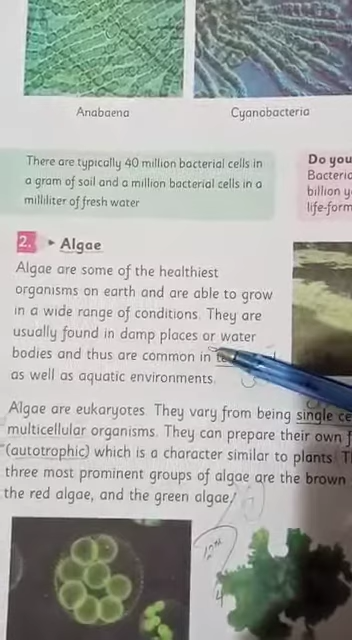 Anabaena
Cyanobacteria
There are typically 40 million bacterial cells in
a gram of soil and a million bacterial cells in a
milliliter of fresh water
Do you
Bacteria
billion y
life-form
2. Algae
Algae are some of the healthiest
organisms on earth and are able to grow
in a wide range of conditions. They are
usually found in damp places or water
bodies and thus are common in
as well as aquatic environments.
Algae are eukaryotes. They vary from being single ce
multicellular organisms. They can prepare their own f
(autotrophic) which is a character similar to plants. T
three most prominent groups of algae are the brown
the red algae, and the green algae.